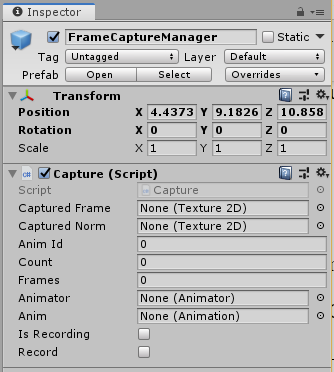 Inspector
FrameCaptureManager Static
Tag Untagged Layer Default
Prefab Open Select Overrides
Transform
Position X 4.4373 Y 9.1826 Z 10.858
Rotation X 0 Y 0 Z 0
Scale X 1 Y 1 Z 1
Capture (Script)
Script Capture
Captured Frame None (Texture 2D)
Captured Norm None (Texture 2D)
Anim Id 0
Count 0
Frames 0
Animator None (Animator)
Anim None (Animation)
Is Recording
Record